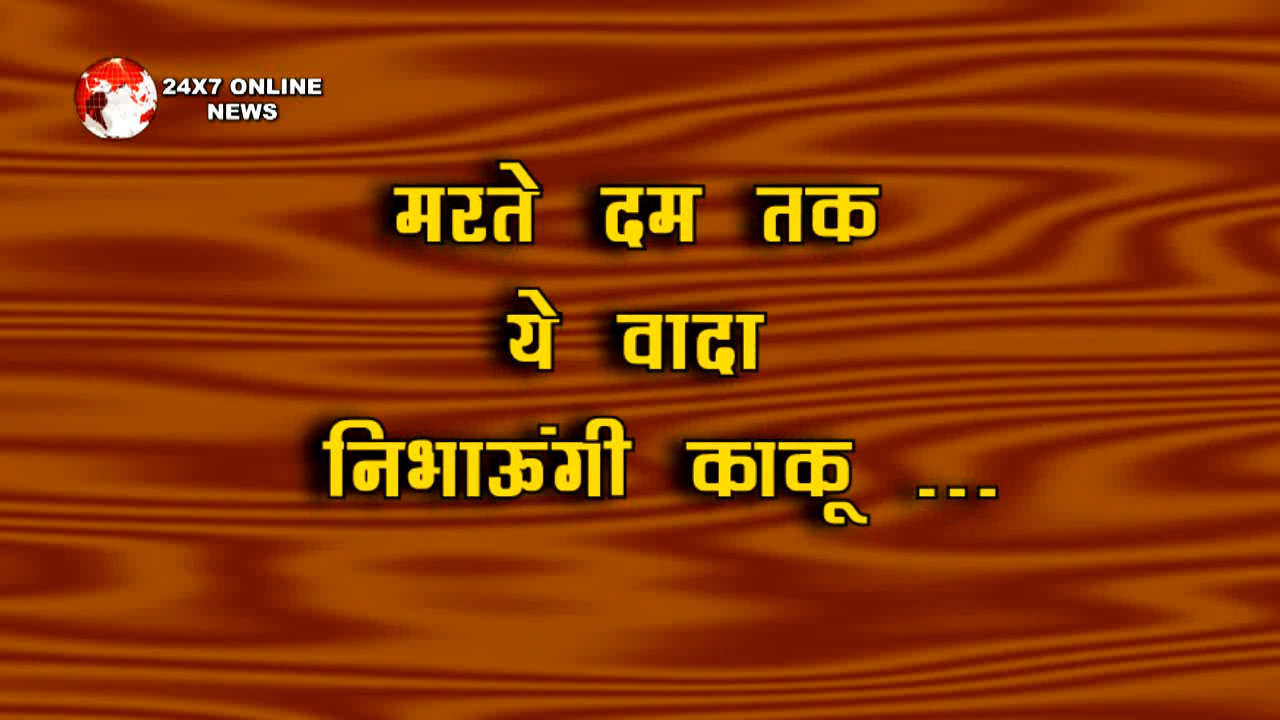 24X7 ONLINE
NEWS
मरते दम तक
ये वादा
निभाऊंगी काकू ...